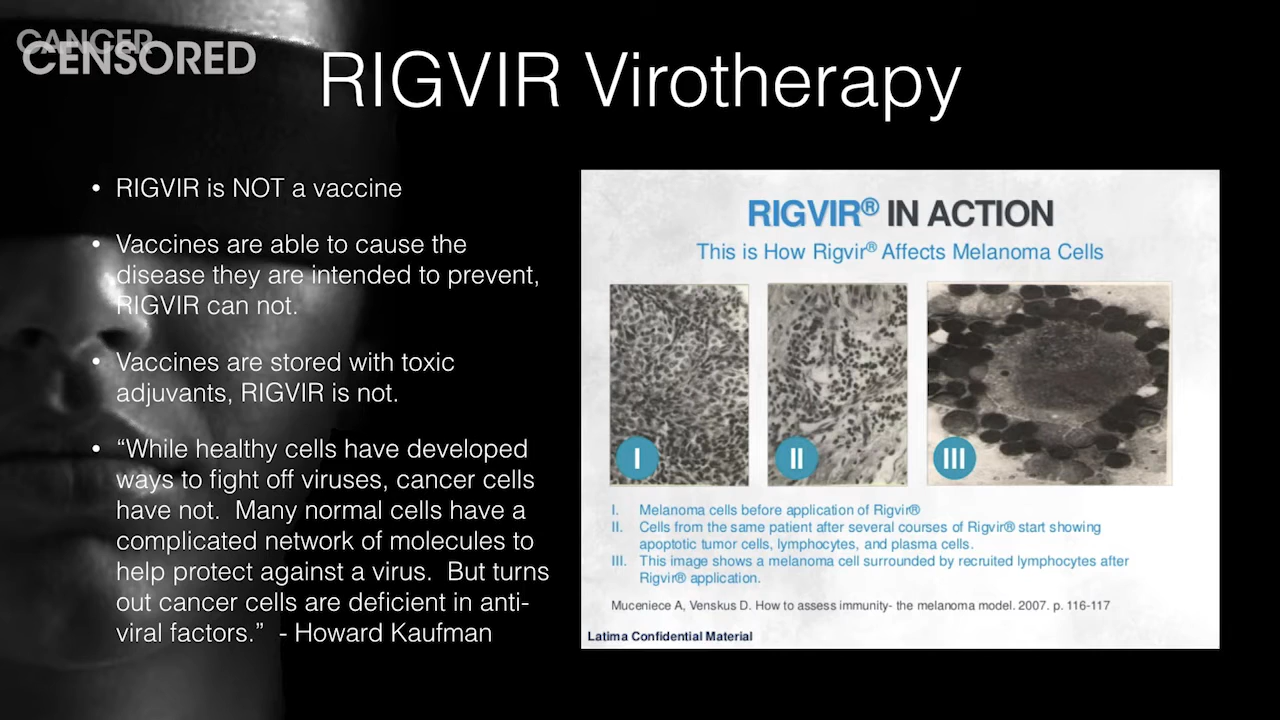 CANCER
CENSORED
RIGVIR Virotherapy
• RIGVIR is NOT a vaccine
• Vaccines are able to cause the
disease they are intended to prevent,
RIGVIR can not.
• Vaccines are stored with toxic
adjuvants, RIGVIR is not.
• “While healthy cells have developed
ways to fight off viruses, cancer cells
have not.  Many normal cells have a
complicated network of molecules to
help protect against a virus.  But turns
out cancer cells are deficient in anti-
viral factors.”  - Howard Kaufman
RIGVIR® IN ACTION
This is How Rigvir® Affects Melanoma Cells
I
II
III
I. Melanoma cells before application of Rigvir®
II. Cells from the same patient after several courses of Rigvir® start showing
apoptotic tumor cells, lymphocytes, and plasma cells.
III. This image shows a melanoma cell surrounded by recruited lymphocytes after
Rigvir® application.
Muceniece A, Venskus D. How to assess immunity- the melanoma model. 2007. p. 116-117
Latima Confidential Material